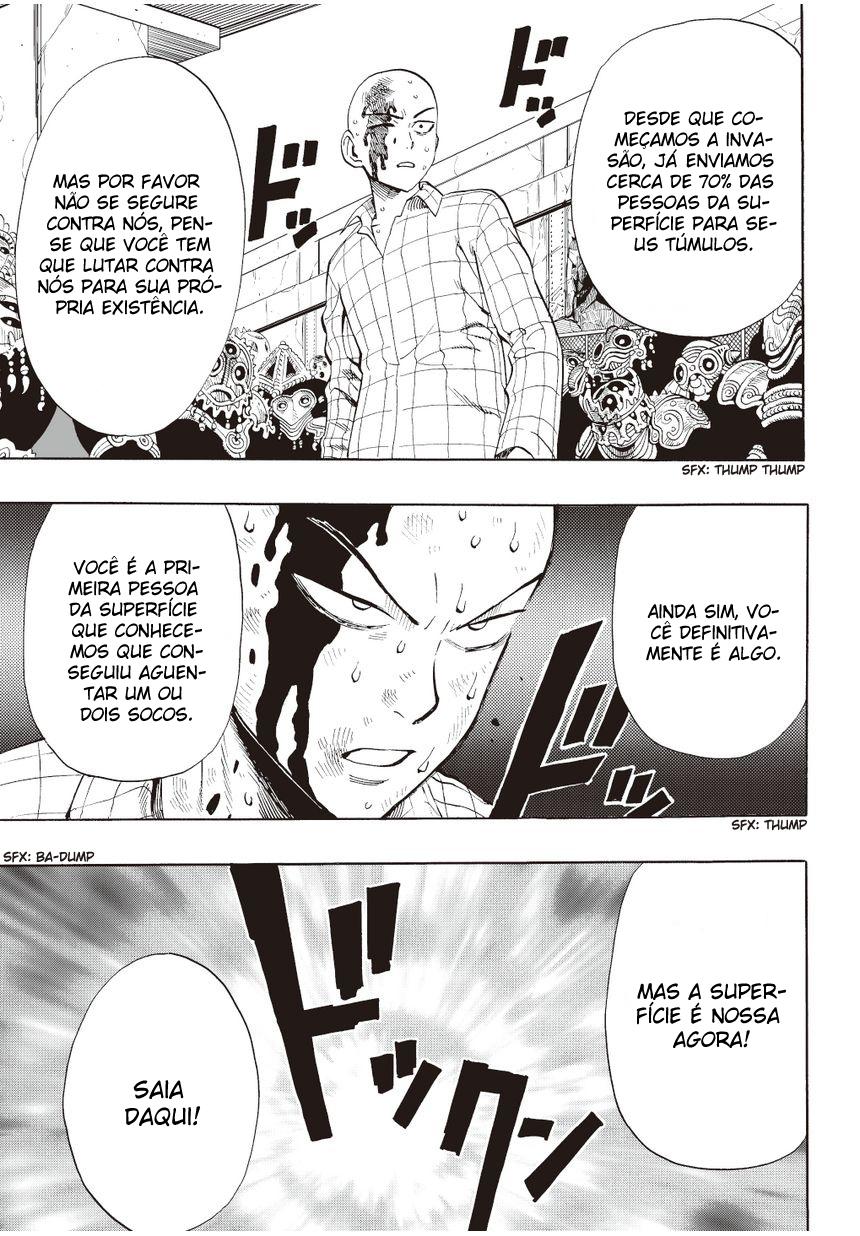 DESDE QUE CO-
MEÇAMOS A INVA-
SÃO, JÁ ENVIAMOS
CERCA DE 70% DAS
PESSOAS DA SU-
PERFÍCIE PARA SE-
US TÚMULOS.
ドッ
ドッ
MAS POR FAVOR
NÃO SE SEGURE
CONTRA NÓS, PEN-
SE QUE VOCÊ TEM
QUE LUTAR CONTRA
NÓS PARA SUA PRÓ-
PRIA EXISTÊNCIA.
SFX: THUMP THUMP
AINDA SIM, VO-
CÊ DEFINITIVA-
MENTE É ALGO.
ドッ
VOCÊ É A PRI-
MEIRA PESSOA
DA SUPERFÍCIE
QUE CONHECE-
MOS QUE CON-
SEGUIU AGUEN-
TAR UM OU
DOIS SOCOS.
SFX: THUMP
SFX: BA-DUMP
MAS A SUPER-
FÍCIE É NOSSA
AGORA!
ドックン
SAIA
DAQUI!